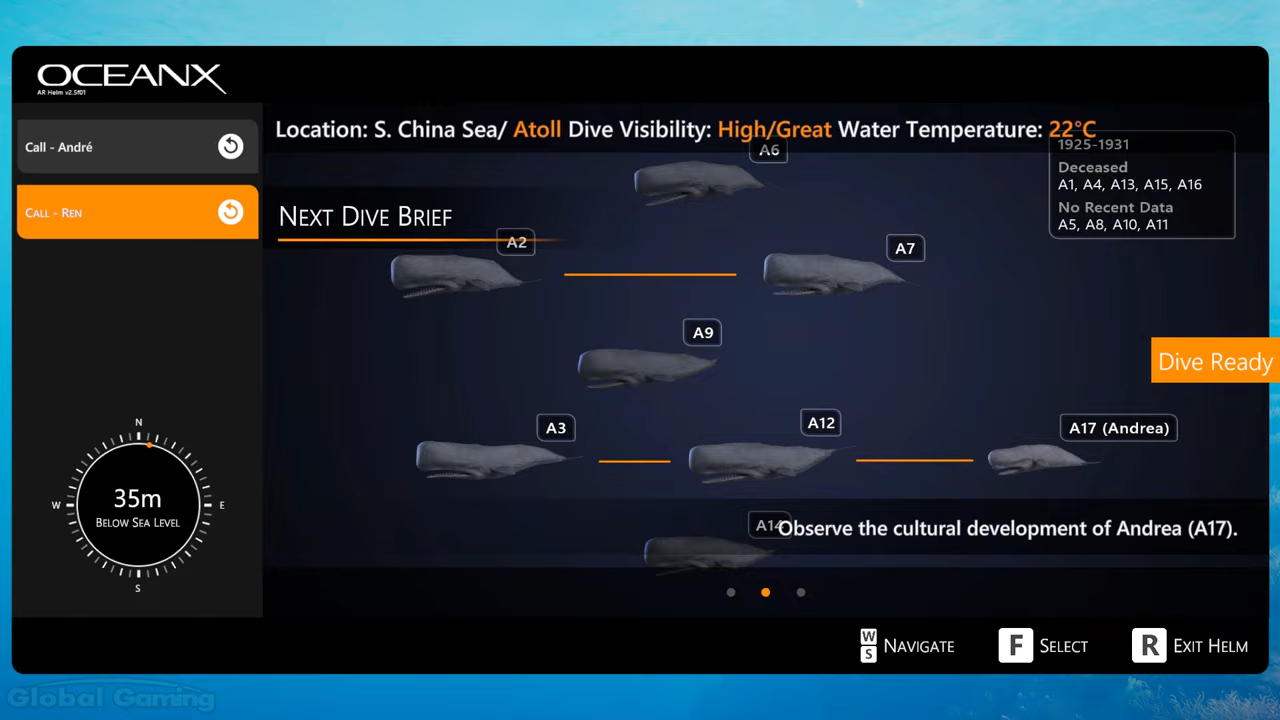 OCEANX
AR Helm v2.5f01
Call - André
Call - Ren
Location: S. China Sea/ Atoll Dive Visibility: High/Great Water Temperature: 22°C
1925-1931
Deceased
A1, A4, A13, A15, A16
No Recent Data
A5, A8, A10, A11
A6
Next Dive Brief
A2
A7
A9
Dive Ready
A3
A12
A17 (Andrea)
A14
Observe the cultural development of Andrea (A17).
N
W
E
S
35m
Below Sea Level
W
S
Navigate
F Select
R Exit Helm
Global Gaming